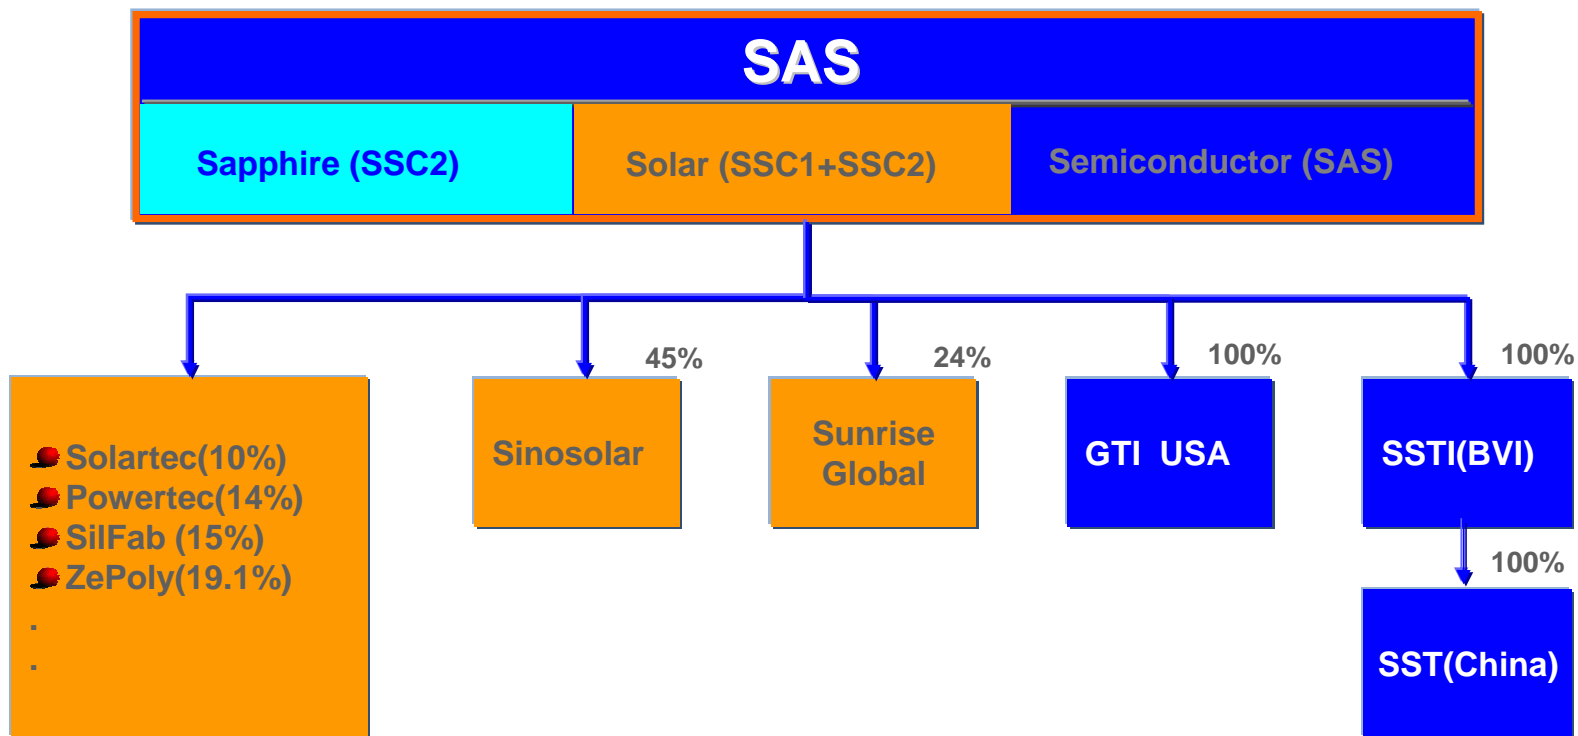 SAS
Sapphire (SSC2)
Solar (SSC1+SSC2)
Semiconductor (SAS)
45%
24%
100%
100%
Solartec(10%)
Powertec(14%)
SilFab (15%)
ZePoly(19.1%)
.
.
Sinosolar
Sunrise
Global
GTI USA
SSTI(BVI)
100%
SST(China)